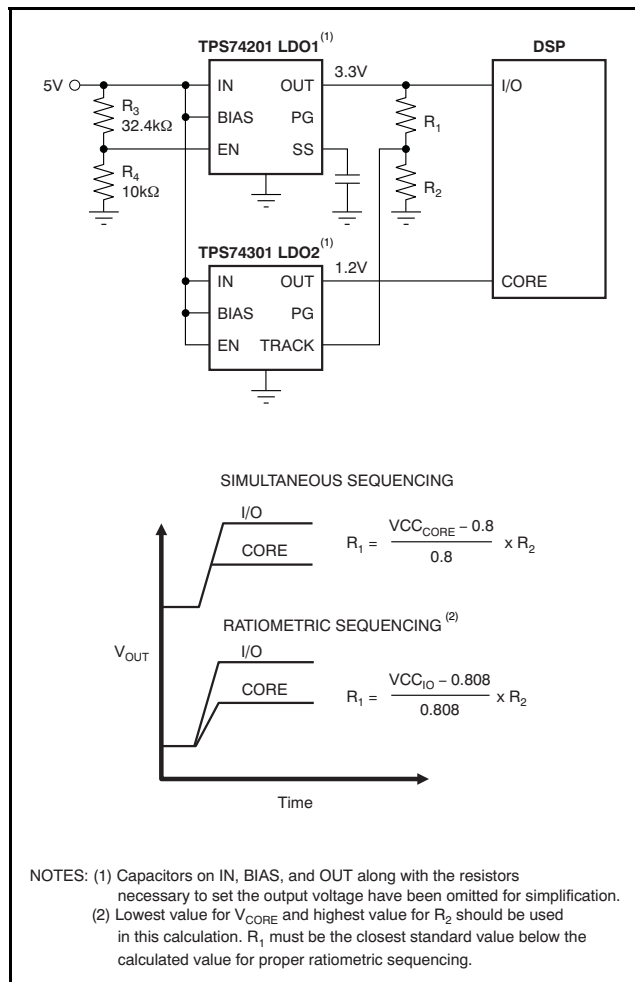 TPS74201 LDO1(1)
DSP
5V
IN
OUT
3.3V
I/O
R3
32.4kΩ
BIAS
PG
R1
EN
SS
R4
10kΩ
R2
TPS74301 LDO2(1)
IN
OUT
1.2V
CORE
BIAS
PG
EN
TRACK
SIMULTANEOUS SEQUENCING
I/O
CORE
R1 = VCCCORE – 0.8 / 0.8 x R2
RATIOMETRIC SEQUENCING (2)
VOUT
I/O
CORE
R1 = VCCIO – 0.808 / 0.808 x R2
Time
NOTES: (1) Capacitors on IN, BIAS, and OUT along with the resistors
necessary to set the output voltage have been omitted for simplification.
(2) Lowest value for VCORE and highest value for R2 should be used
in this calculation. R1 must be the closest standard value below the
calculated value for proper ratiometric sequencing.